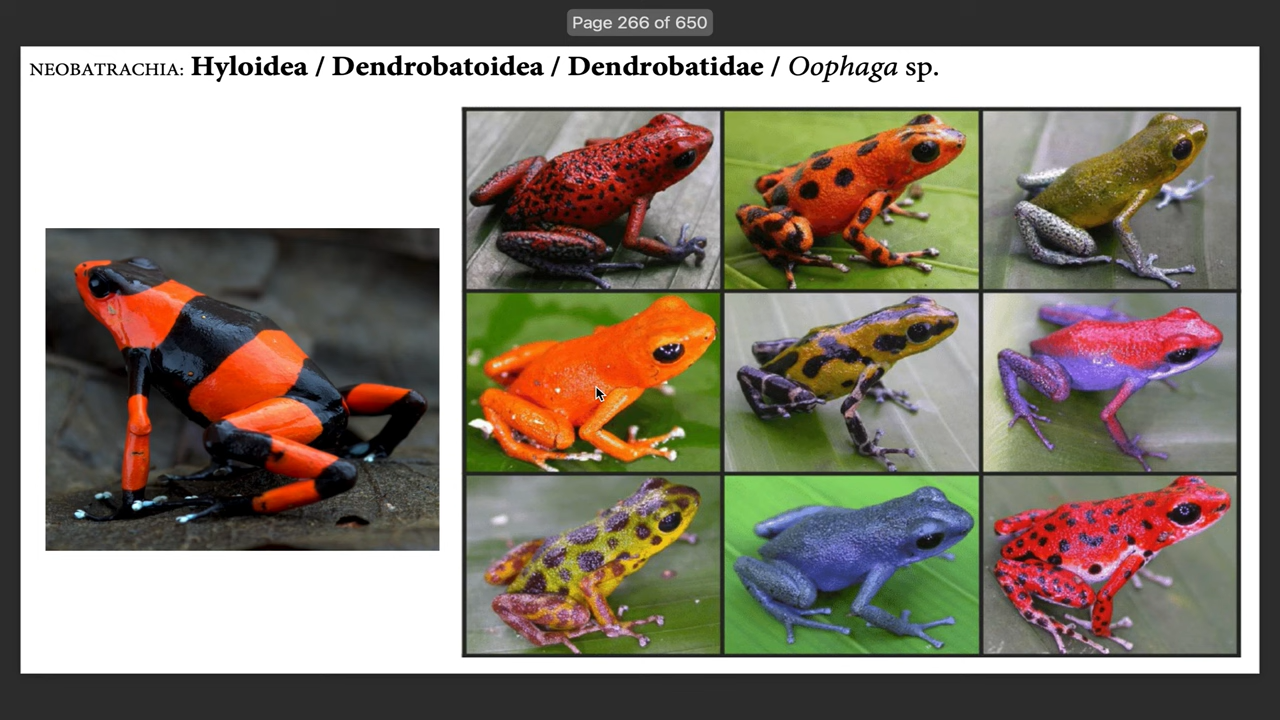 Page 266 of 650
NEOBATRACHIA: Hyloidea / Dendrobatoidea / Dendrobatidae / Oophaga sp.